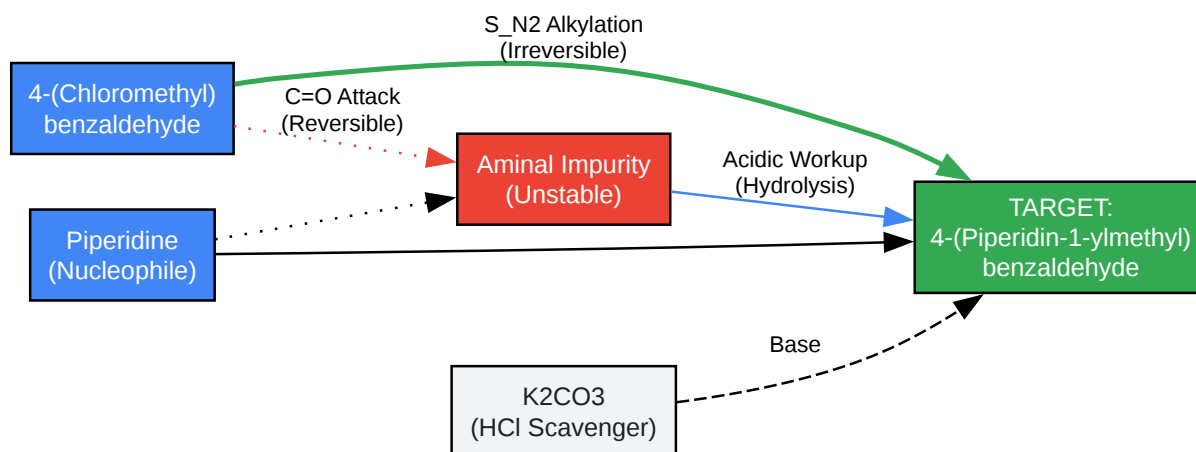 S_N2 Alkylation
(Irreversible)
4-(Chloromethyl)
benzaldehyde
C=O Attack
(Reversible)
Aminal Impurity
(Unstable)
Acidic Workup
(Hydrolysis)
Piperidine
(Nucleophile)
TARGET:
4-(Piperidin-1-ylmethyl)
benzaldehyde
Base
K2CO3
(HCl Scavenger)